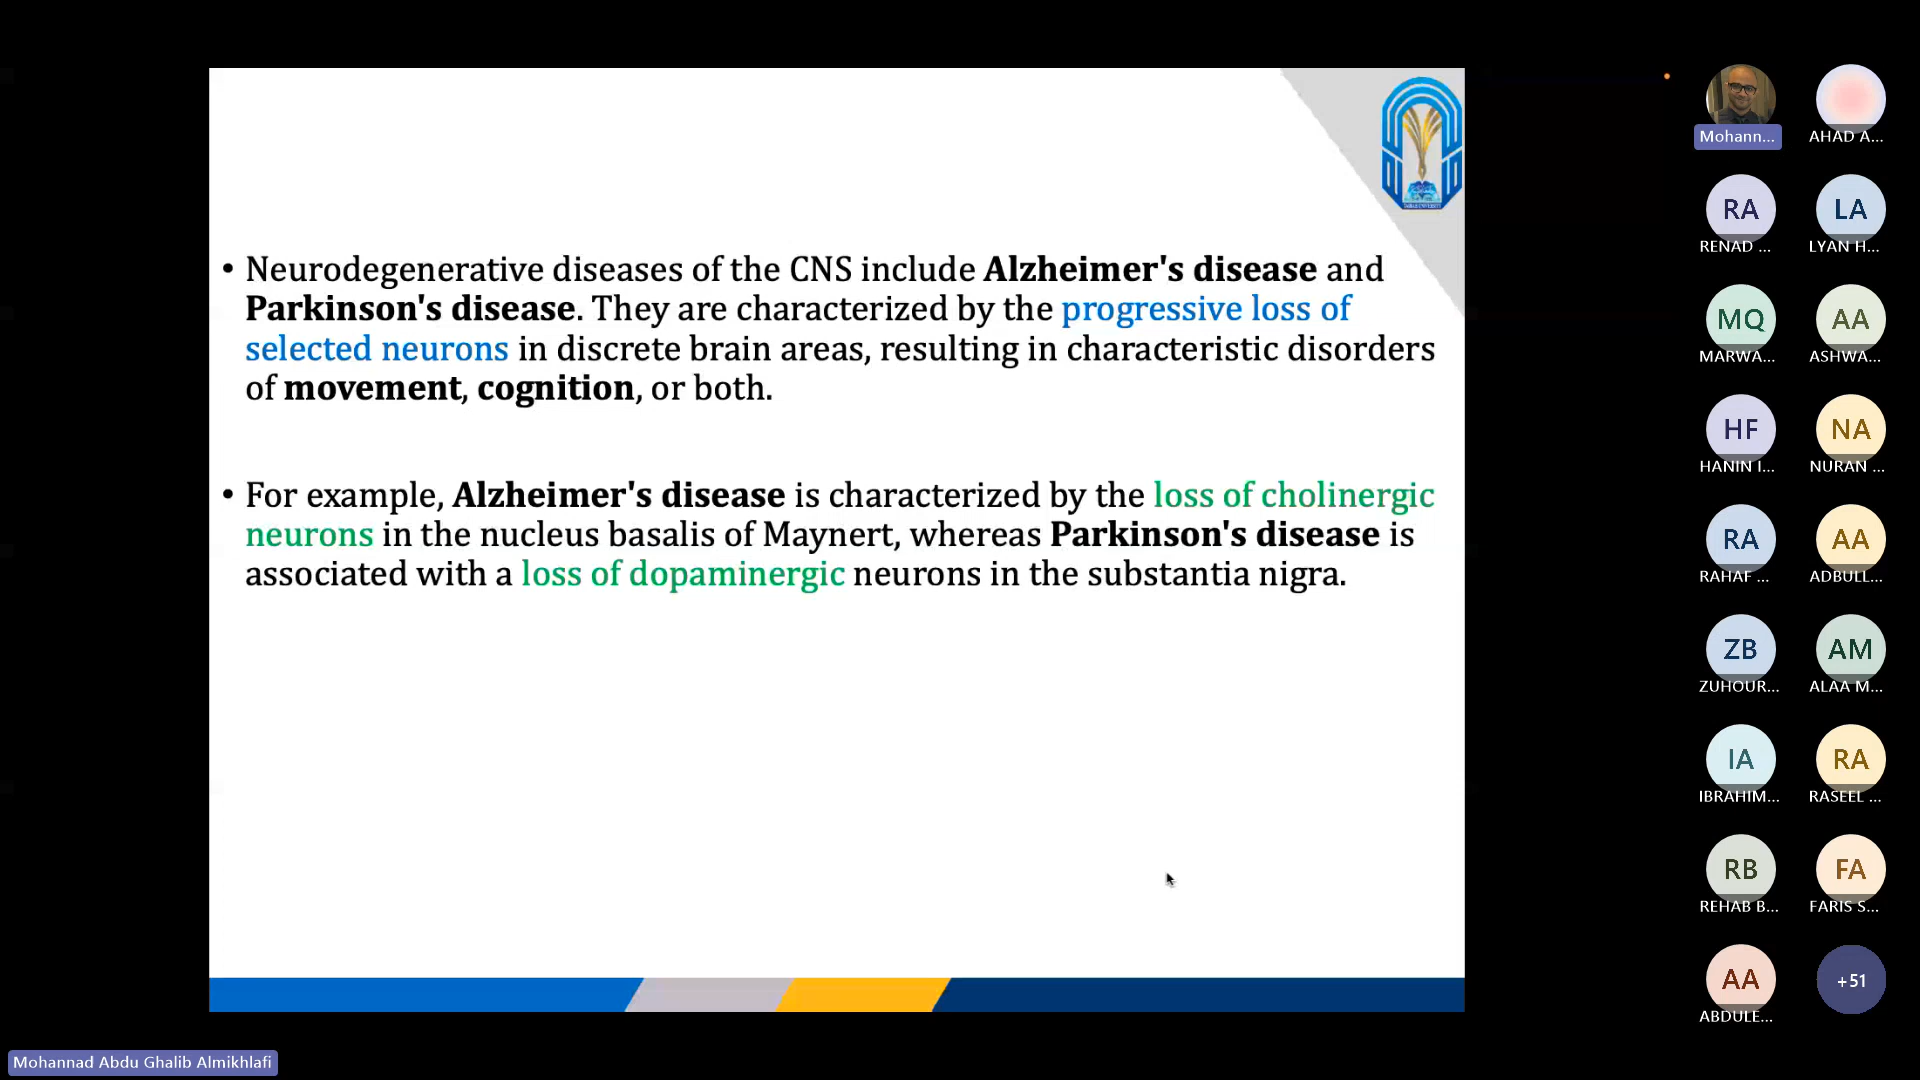 • Neurodegenerative diseases of the CNS include Alzheimer's disease and
Parkinson's disease. They are characterized by the progressive loss of
selected neurons in discrete brain areas, resulting in characteristic disorders
of movement, cognition, or both.
• For example, Alzheimer's disease is characterized by the loss of cholinergic
neurons in the nucleus basalis of Maynert, whereas Parkinson's disease is
associated with a loss of dopaminergic neurons in the substantia nigra.
Mohann...
AHAD A...
RA
RENAD ...
LA
LYAN H...
MQ
MARWA...
AA
ASHWA...
HF
HANIN I...
NA
NURAN ...
RA
RAHAF ...
AA
ADBULL...
ZB
ZUHOUR...
AM
ALAA M...
IA
IBRAHIM...
RA
RASEEL ...
RB
REHAB B...
FA
FARIS S...
AA
ABDULE...
+51
Mohannad Abdu Ghalib Almikhlafi